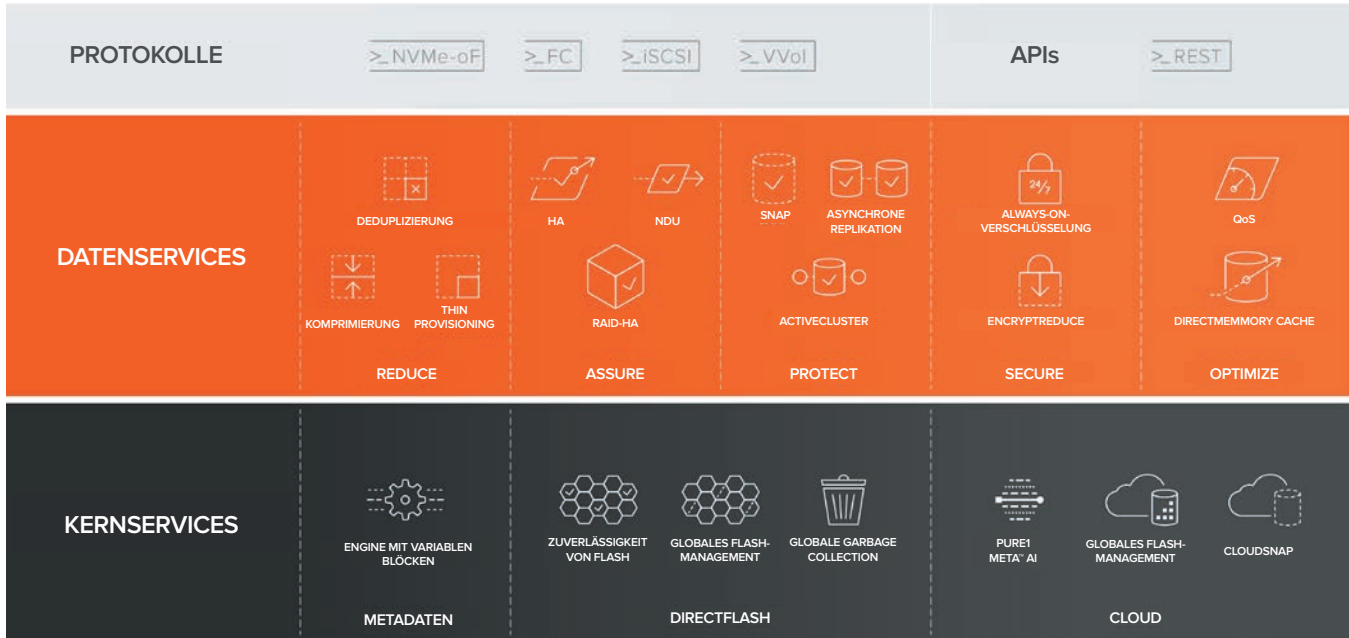 PROTOKOLLE
>_NVMe-oF
>_FC
>_iSCSI
>_VVol
APIs
>_REST
DATENSERVICES
DEDUPLIZIERUNG
KOMPRIMIERUNG
THIN
PROVISIONING
REDUCE
HA
NDU
RAID-HA
ASSURE
SNAP
ASYNCHRONE
REPLIKATION
ACTIVECLUSTER
PROTECT
24/7
ALWAYS-ON-
VERSCHLÜSSELUNG
ENCRYPTREDUCE
SECURE
QoS
DIRECTMEMMORY CACHE
OPTIMIZE
KERNSERVICES
ENGINE MIT VARIABLEN
BLÖCKEN
METADATEN
ZUVERLÄSSIGKEIT
VON FLASH
GLOBALES FLASH-
MANAGEMENT
GLOBALE GARBAGE
COLLECTION
DIRECTFLASH
PURE1
META™ AI
GLOBALES FLASH-
MANAGEMENT
CLOUDSNAP
CLOUD